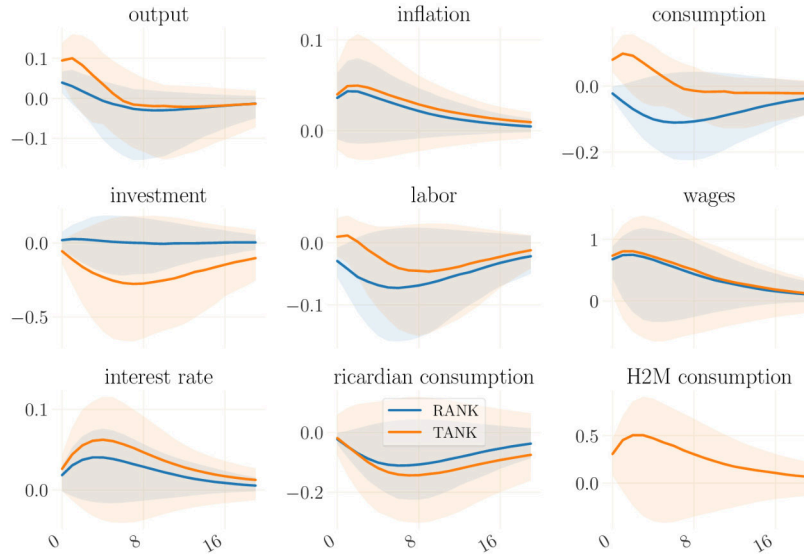 output inflation consumption
0.1
0.0
−0.1
0.1
0.0
0.0
−0.2
investment labor wages
0.0
−0.5
0.0
−0.1
1
0
interest rate ricardian consumption H2M consumption
0.1
0.0
0.0
−0.2
RANK
TANK
0.5
0.0
0 8 16
0 8 16
0 8 16